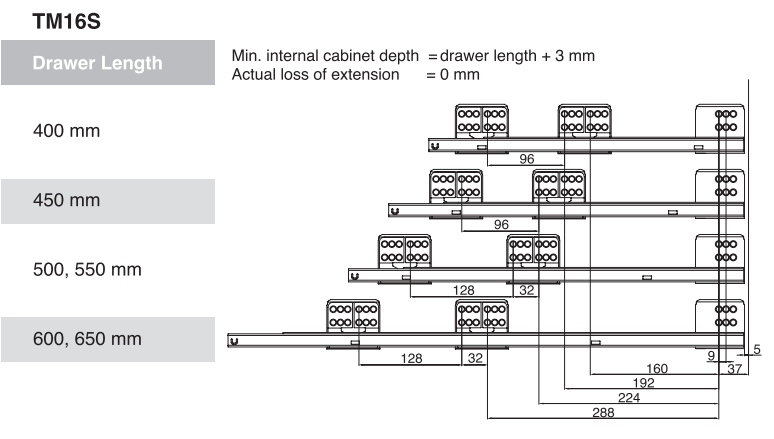 TM16S
Drawer Length
Min. internal cabinet depth = drawer length + 3 mm
Actual loss of extension = 0 mm
400 mm
96
450 mm
96
500, 550 mm
128 32
600, 650 mm
128 32
9 5
160 37
192
224
288